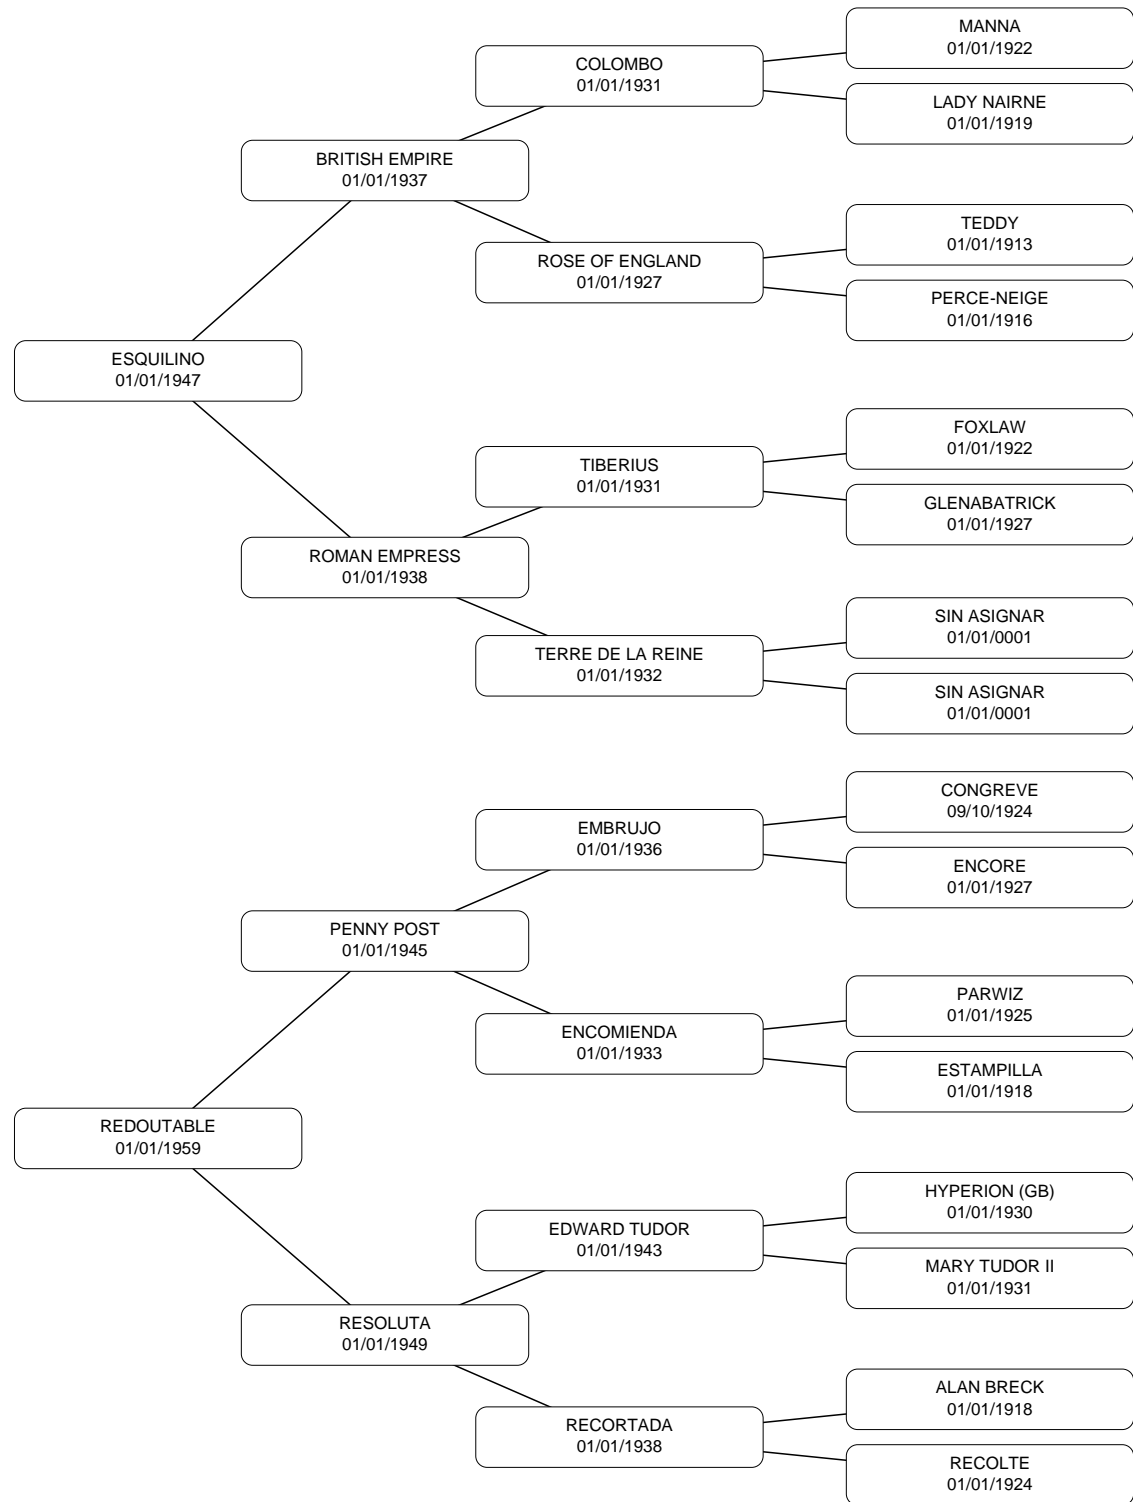 MANNA
01/01/1922
COLOMBO
01/01/1931
LADY NAIRNE
01/01/1919
BRITISH EMPIRE
01/01/1937
TEDDY
01/01/1913
ROSE OF ENGLAND
01/01/1927
PERCE-NEIGE
01/01/1916
ESQUILINO
01/01/1947
FOXLAW
01/01/1922
TIBERIUS
01/01/1931
GLENABATRICK
01/01/1927
ROMAN EMPRESS
01/01/1938
SIN ASIGNAR
01/01/0001
TERRE DE LA REINE
01/01/1932
SIN ASIGNAR
01/01/0001
CONGREVE
09/10/1924
EMBRUJO
01/01/1936
ENCORE
01/01/1927
PENNY POST
01/01/1945
PARWIZ
01/01/1925
ENCOMIENDA
01/01/1933
ESTAMPILLA
01/01/1918
REDOUTABLE
01/01/1959
HYPERION (GB)
01/01/1930
EDWARD TUDOR
01/01/1943
MARY TUDOR II
01/01/1931
RESOLUTA
01/01/1949
ALAN BRECK
01/01/1918
RECORTADA
01/01/1938
RECOLTE
01/01/1924